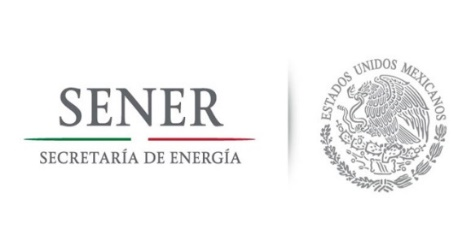 SENER
SECRETARÍA DE ENERGÍA
ESTADOS UNIDOS MEXICANOS